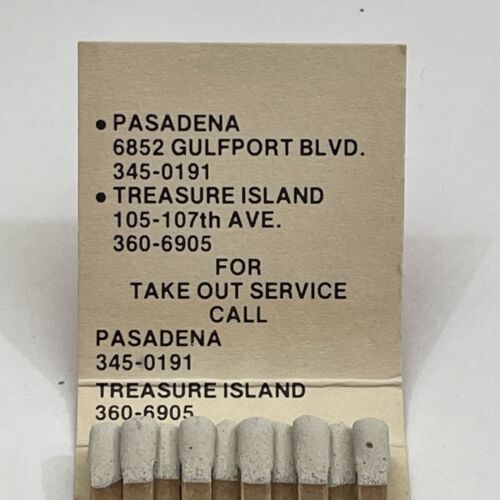 • PASADENA
6852 GULFPORT BLVD.
345-0191
• TREASURE ISLAND
105-107th AVE.
360-6905
FOR
TAKE OUT SERVICE
CALL
PASADENA
345-0191
TREASURE ISLAND
360-6905